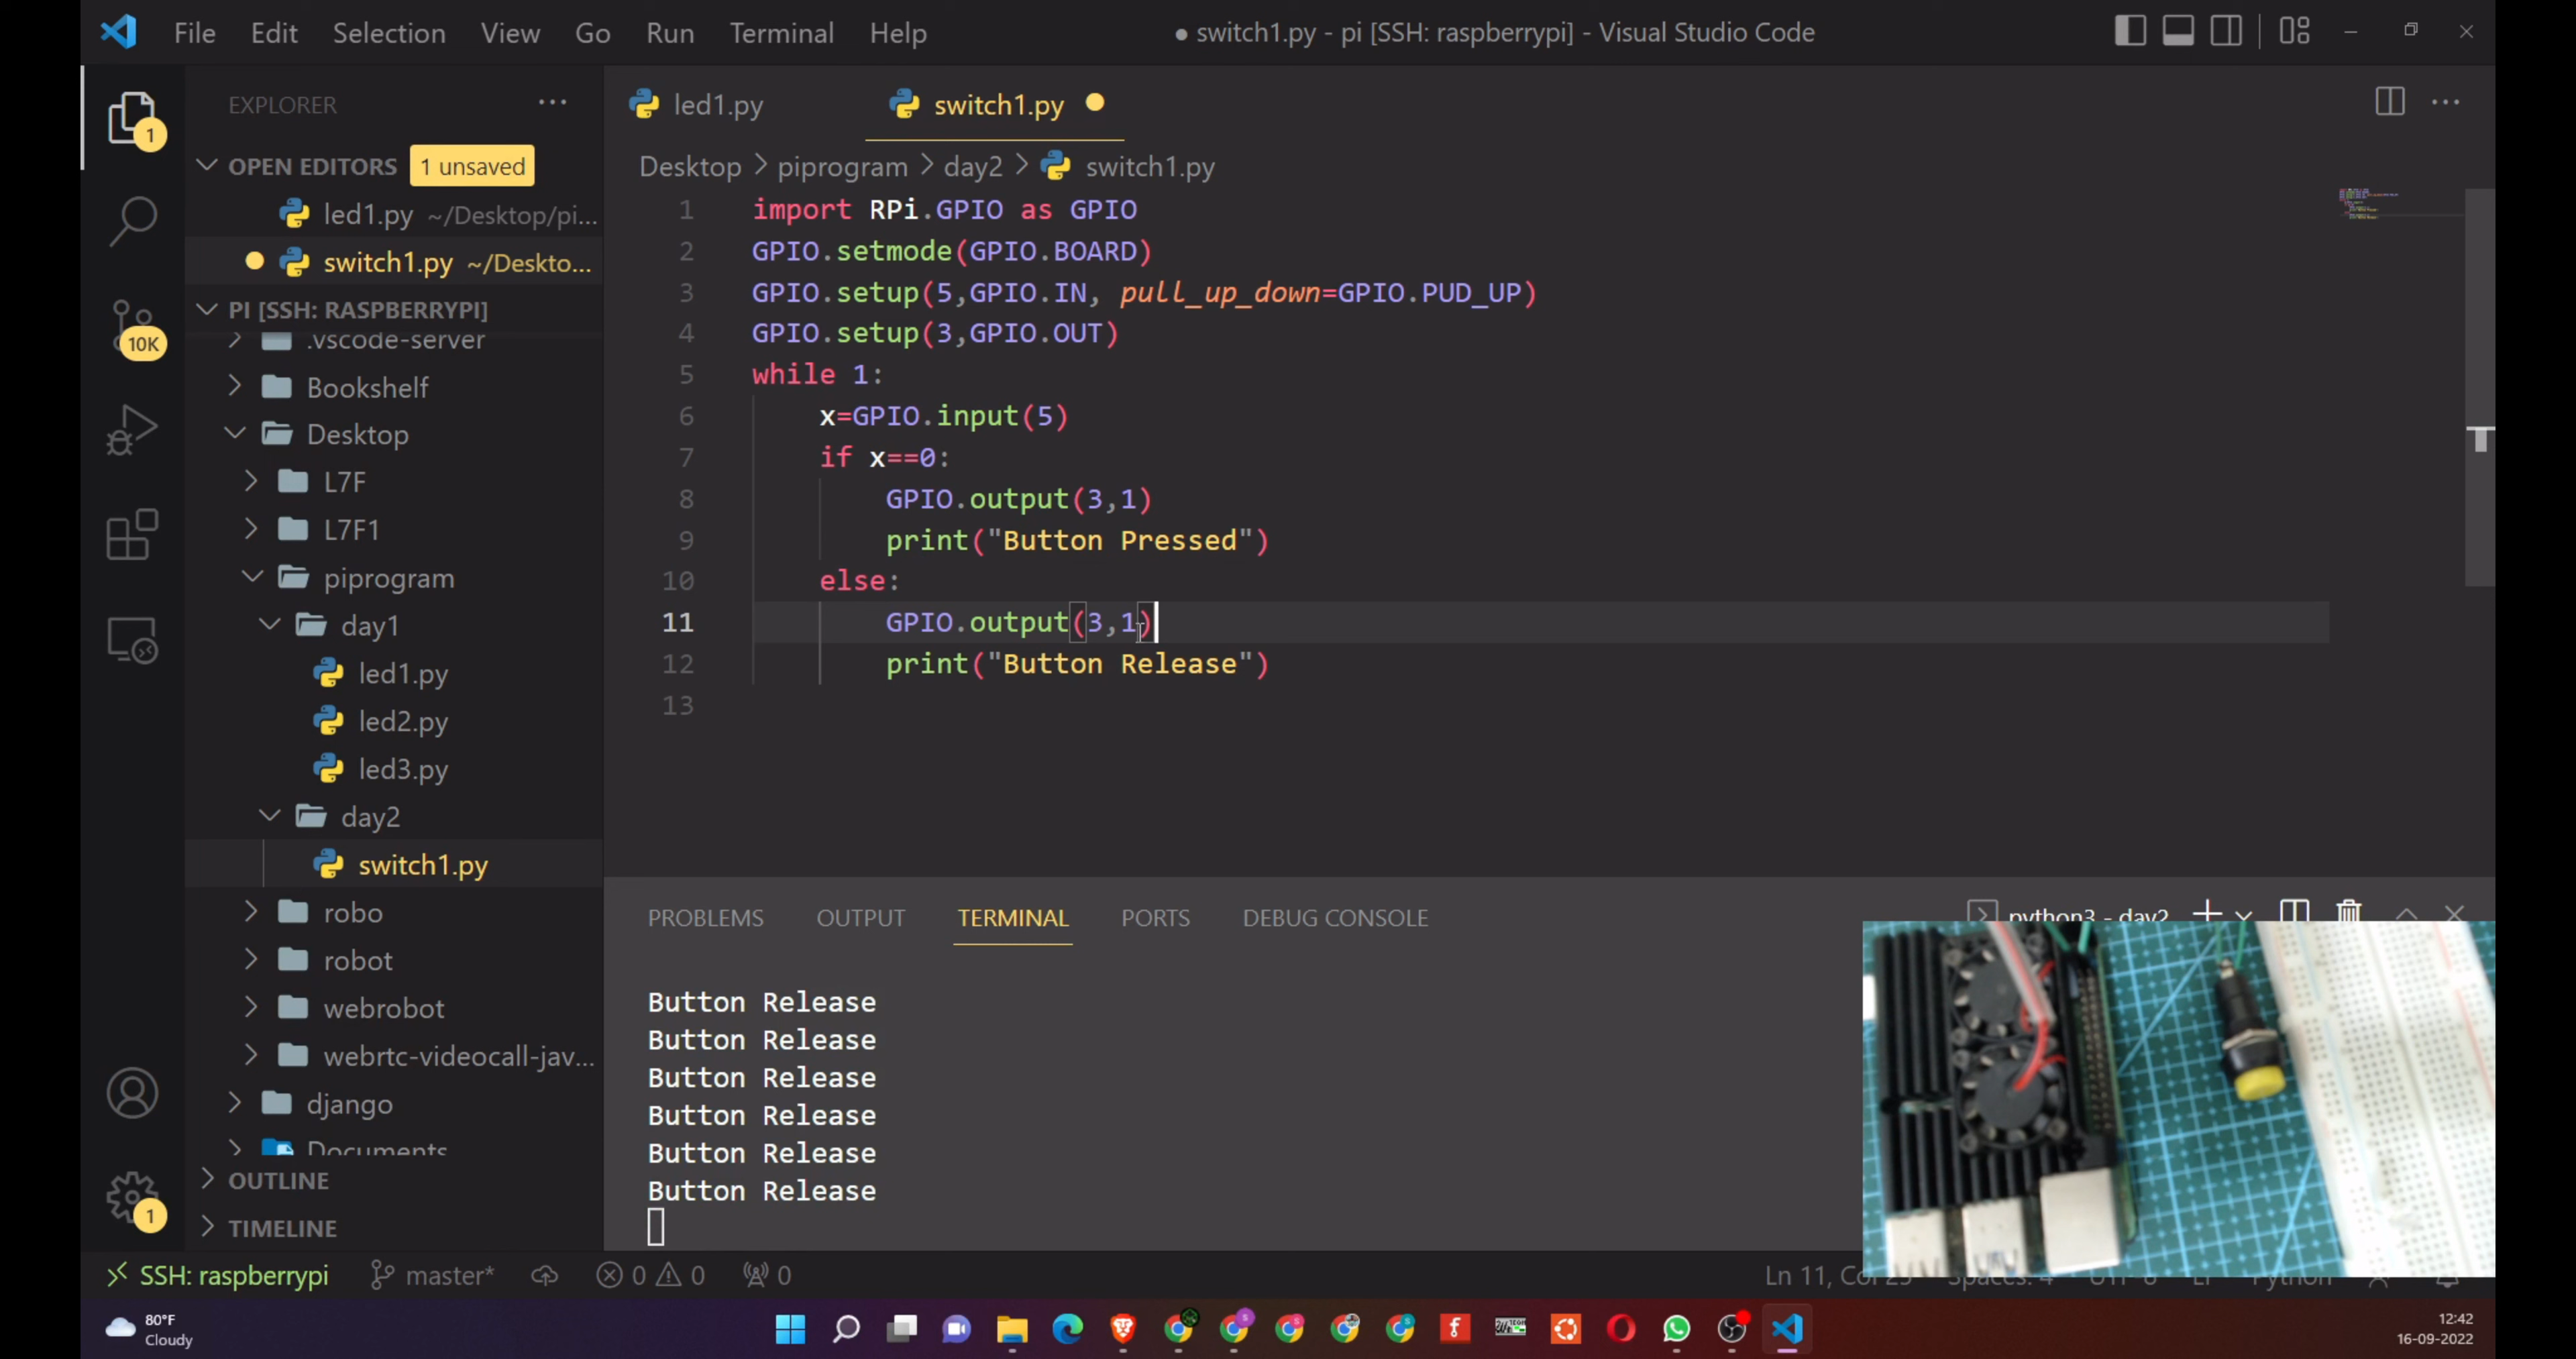 File Edit Selection View Go Run Terminal Help
● switch1.py - pi [SSH: raspberrypi] - Visual Studio Code
EXPLORER ···
1
OPEN EDITORS 1 unsaved
led1.py ~/Desktop/pi...
switch1.py ~/Deskto...
PI [SSH: RASPBERRYPI]
10K
.vscode-server
Bookshelf
Desktop
L7F
L7F1
piprogram
day1
led1.py
led2.py
led3.py
day2
switch1.py
robo
robot
webrobot
webrtc-videocall-jav...
django
Documents
OUTLINE
1
TIMELINE
led1.py switch1.py
Desktop > piprogram > day2 > switch1.py
1 import RPi.GPIO as GPIO
2 GPIO.setmode(GPIO.BOARD)
3 GPIO.setup(5,GPIO.IN, pull_up_down=GPIO.PUD_UP)
4 GPIO.setup(3,GPIO.OUT)
5 while 1:
6 x=GPIO.input(5)
7 if x==0:
8 GPIO.output(3,1)
9 print("Button Pressed")
10 else:
11 GPIO.output(3,1)
12 print("Button Release")
13
PROBLEMS OUTPUT TERMINAL PORTS DEBUG CONSOLE
python3 - day2
Button Release
Button Release
Button Release
Button Release
Button Release
Button Release
SSH: raspberrypi master* 0 0 0
Ln 11,
80°F
Cloudy
12:42
16-09-2022